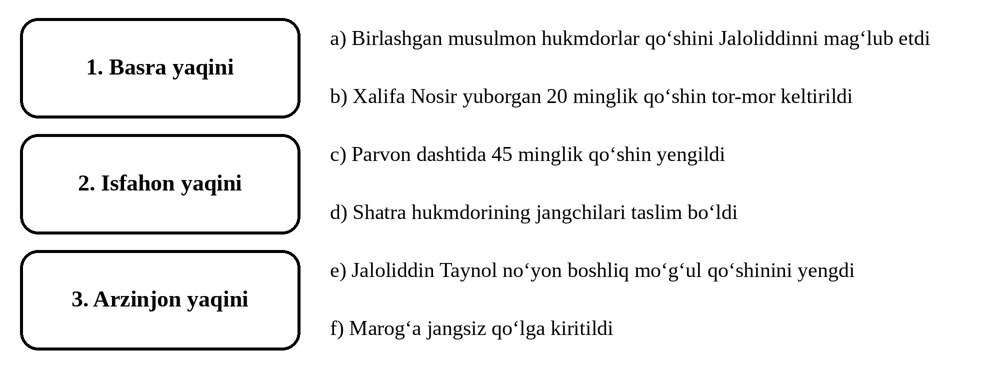 1. Basra yaqini
2. Isfahon yaqini
3. Arzinjon yaqini
a) Birlashgan musulmon hukmdorlar qo‘shini Jaloliddinni mag‘lub etdi
b) Xalifa Nosir yuborgan 20 minglik qo‘shin tor-mor keltirildi
c) Parvon dashtida 45 minglik qo‘shin yengildi
d) Shatra hukmdorining jangchilari taslim bo‘ldi
e) Jaloliddin Taynol no‘yon boshliq mo‘g‘ul qo‘shinini yengdi
f) Marog‘a jangsiz qo‘lga kiritildi